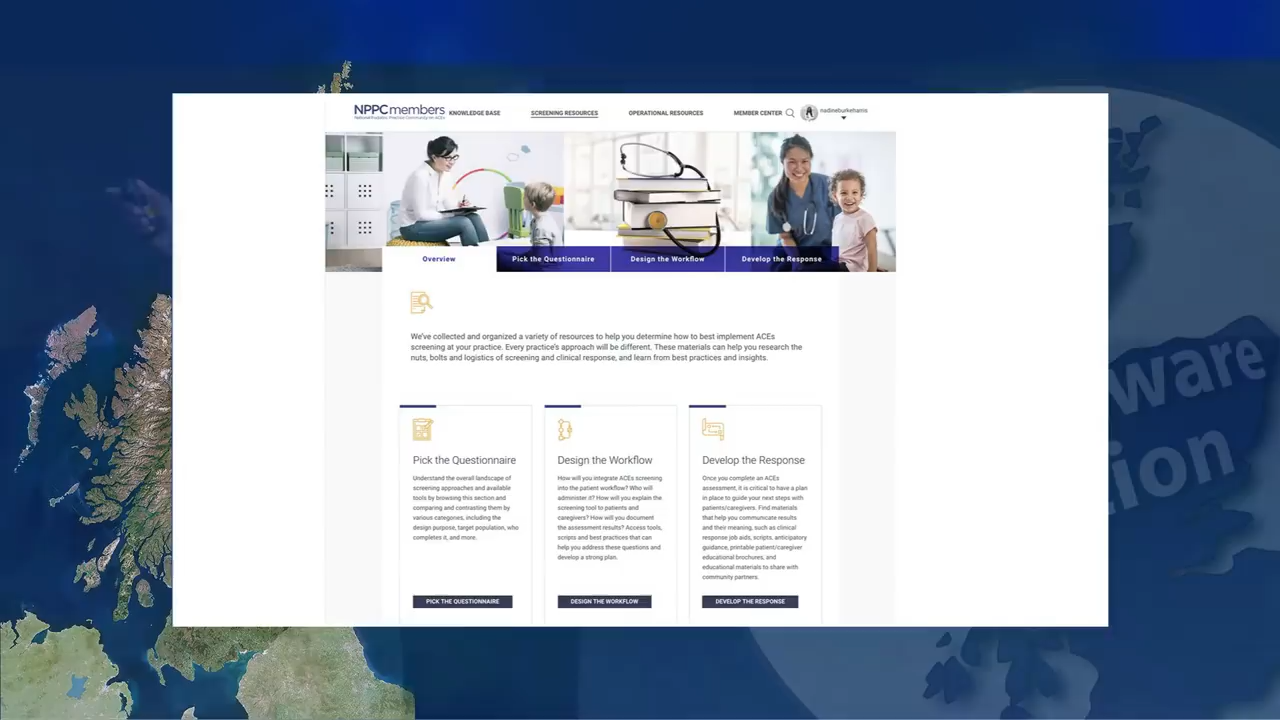 NPPCmembers
National Pediatric Practice Community on ACEs
KNOWLEDGE BASE
SCREENING RESOURCES
OPERATIONAL RESOURCES
MEMBER CENTER
nadineburkeharris
Overview
Pick the Questionnaire
Design the Workflow
Develop the Response
We've collected and organized a variety of resources to help you determine how to best implement ACEs
screening at your practice. Every practice's approach will be different. These materials can help you research the
nuts, bolts and logistics of screening and clinical response, and learn from best practices and insights.
Pick the Questionnaire
Understand the overall landscape of
screening approaches and available
tools by browsing this section and
comparing and contrasting them by
various categories, including the
design purpose, target population, who
completes it, and more.
PICK THE QUESTIONNAIRE
Design the Workflow
How will you integrate ACEs screening
into the patient workflow? Who will
administer it? How will you explain the
screening tool to patients and
caregivers? How will you document
the assessment results? Access tools,
scripts and best practices that can
help you address these questions and
develop a strong plan.
DESIGN THE WORKFLOW
Develop the Response
Once you complete an ACEs
assessment, it is critical to have a plan
in place to guide your next steps with
patients/caregivers. Find materials
that help you communicate results
and their meaning, such as clinical
response job aids, scripts, anticipatory
guidance, printable patient/caregiver
educational brochures, and
educational materials to share with
community partners.
DEVELOP THE RESPONSE
ware
tion